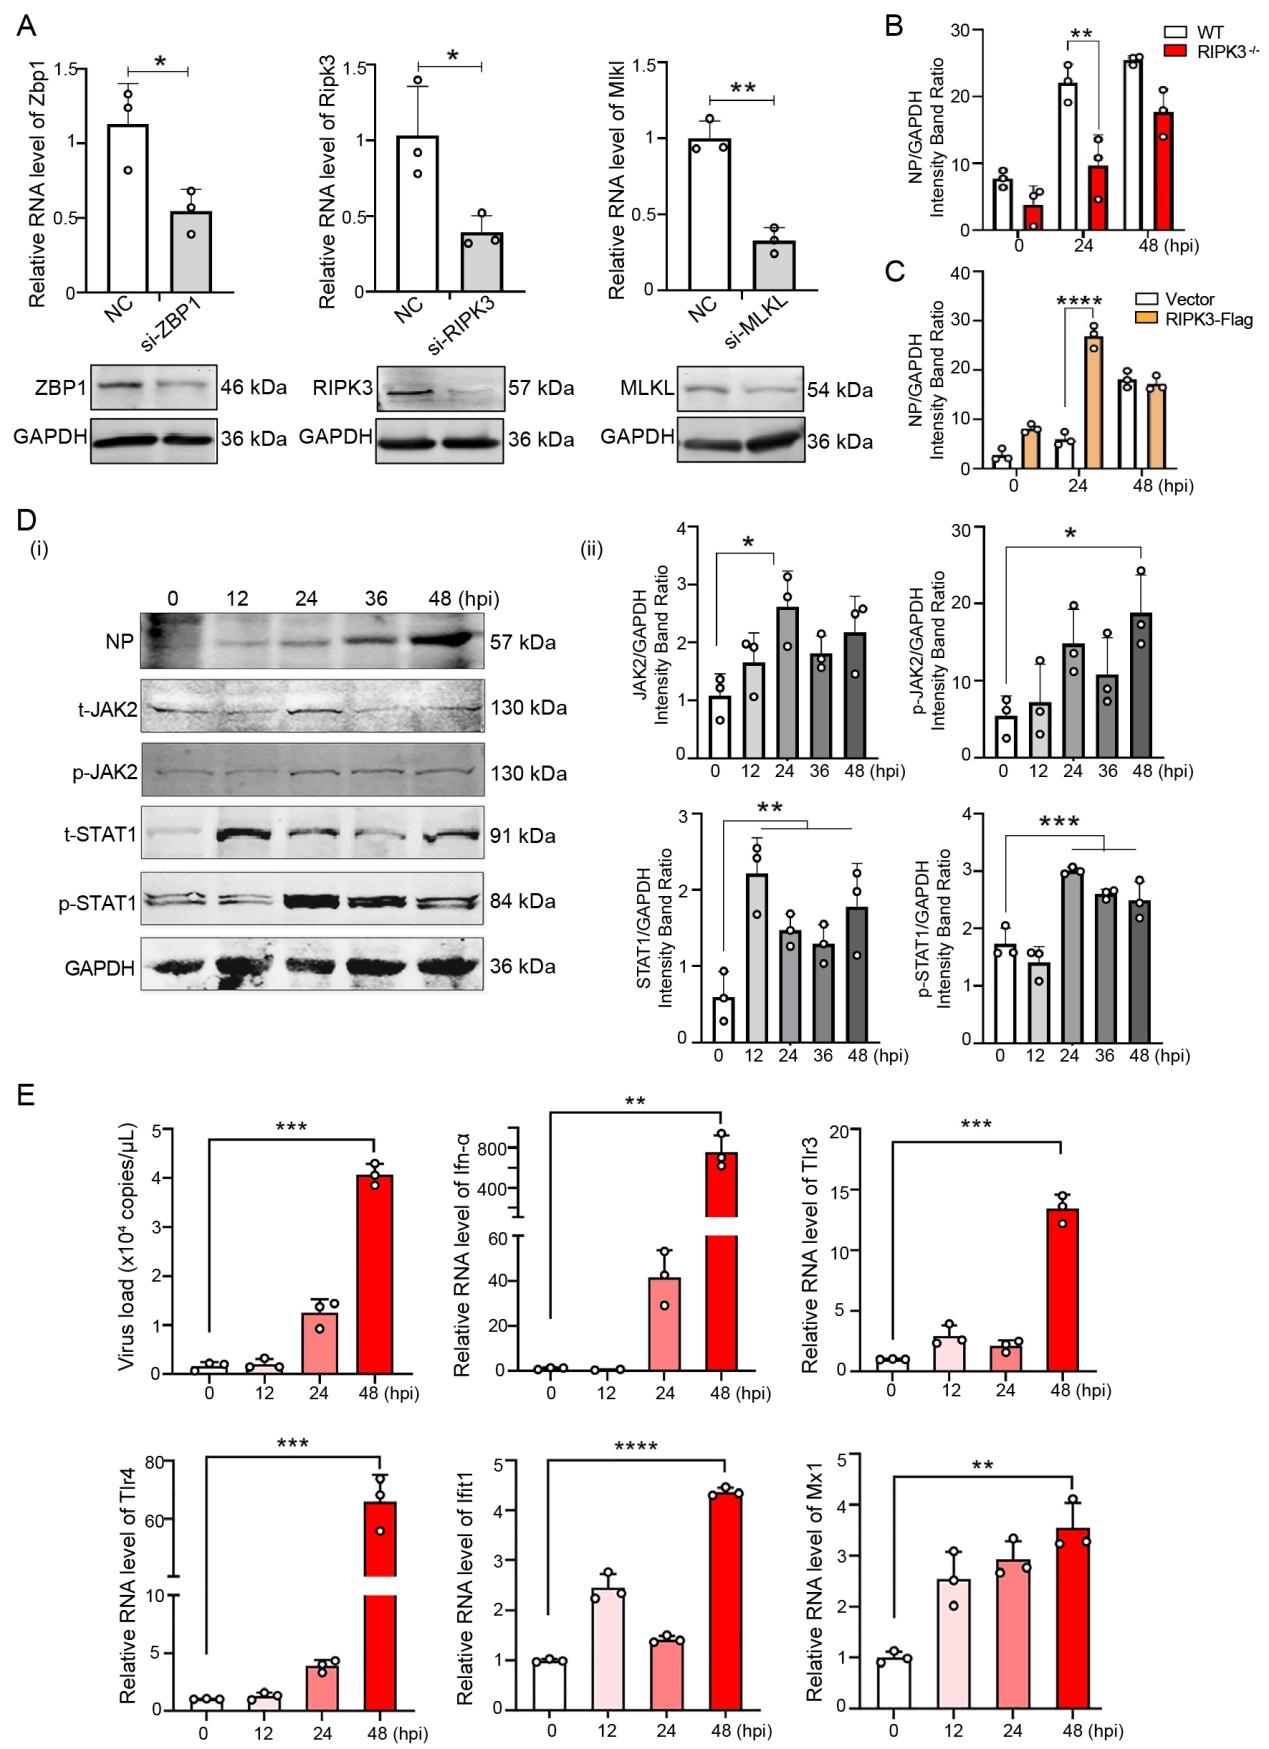 A
Relative RNA level of Zbp1
1.5
1
0.5
0
*
NC
si-ZBP1
Relative RNA level of Ripk3
1.5
1
0.5
0
*
NC
si-RIPK3
Relative RNA level of Mlkl
1.5
1
0.5
0
**
NC
si-MLKL
ZBP1 46 kDa
GAPDH 36 kDa
RIPK3 57 kDa
GAPDH 36 kDa
MLKL 54 kDa
GAPDH 36 kDa
B
NP/GAPDH
Intensity Band Ratio
30
20
10
0
**
WT
RIPK3-/-
0 24 48 (hpi)
C
NP/GAPDH
Intensity Band Ratio
40
30
20
10
0
****
Vector
RIPK3-Flag
0 24 48 (hpi)
D
(i)
0 12 24 36 48 (hpi)
NP 57 kDa
t-JAK2 130 kDa
p-JAK2 130 kDa
t-STAT1 91 kDa
p-STAT1 84 kDa
GAPDH 36 kDa
(ii)
JAK2/GAPDH
Intensity Band Ratio
4
3
2
1
0
*
0 12 24 36 48 (hpi)
p-JAK2/GAPDH
Intensity Band Ratio
30
20
10
0
*
0 12 24 36 48 (hpi)
STAT1/GAPDH
Intensity Band Ratio
3
2
1
0
**
0 12 24 36 48 (hpi)
p-STAT1/GAPDH
Intensity Band Ratio
4
3
2
1
0
***
0 12 24 36 48 (hpi)
E
Virus load (x10⁴ copies/μL)
5
4
3
2
1
0
***
0 12 24 48 (hpi)
Relative RNA level of Ifn-α
800
400
60
40
20
0
**
0 12 24 48 (hpi)
Relative RNA level of Tlr3
20
15
10
5
0
***
0 12 24 48 (hpi)
Relative RNA level of Tlr4
80
60
10
5
0
***
0 12 24 48 (hpi)
Relative RNA level of Ifit1
5
4
3
2
1
0
****
0 12 24 48 (hpi)
Relative RNA level of Mx1
5
4
3
2
1
0
**
0 12 24 48 (hpi)